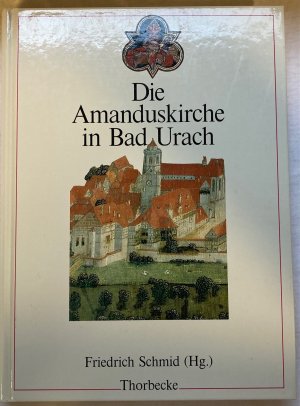 Die
Amanduskirche
in Bad Urach
Friedrich Schmid (Hg.)
Thorbecke